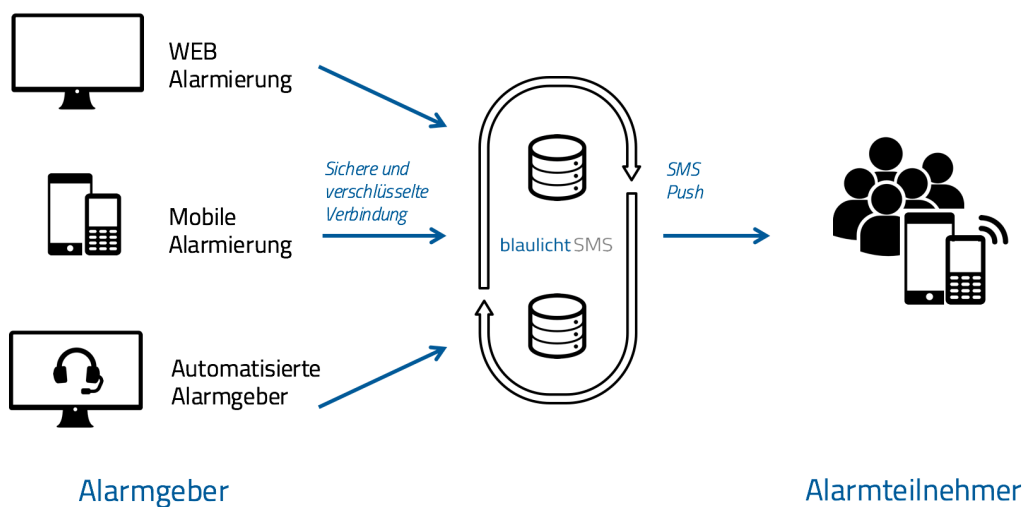 WEB
Alarmierung
Mobile
Alarmierung
Automatisierte
Alarmgeber
Sichere und
verschlüsselte
Verbindung
blaulichtSMS
SMS
Push
Alarmgeber
Alarmteilnehmer